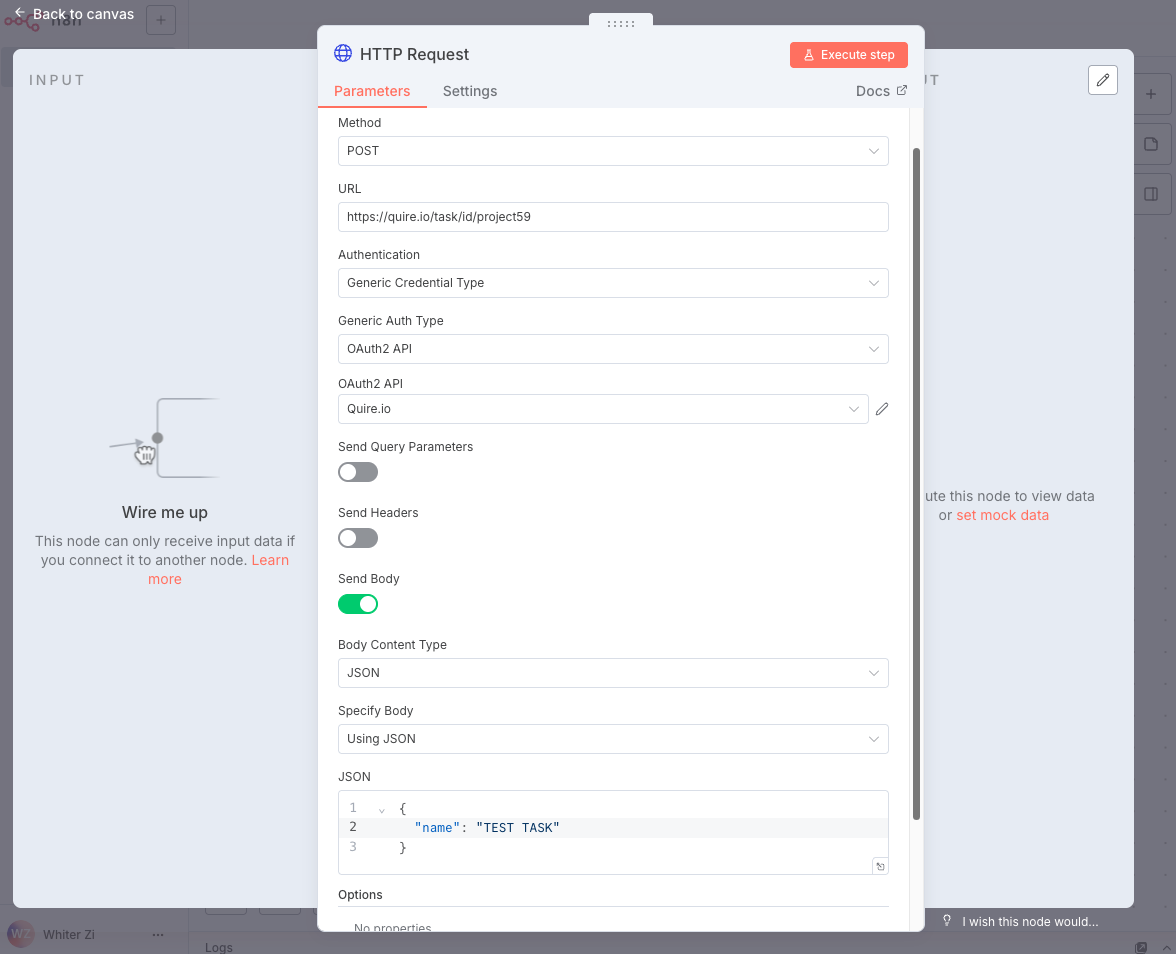 Back to canvas
n8n
INPUT
Wire me up
This node can only receive input data if
you connect it to another node. Learn
more
HTTP Request
Execute step
Parameters
Settings
Docs
Method
POST
URL
https://quire.io/task/id/project59
Authentication
Generic Credential Type
Generic Auth Type
OAuth2 API
OAuth2 API
Quire.io
Send Query Parameters
Send Headers
Send Body
Body Content Type
JSON
Specify Body
Using JSON
JSON
1 {
2 "name": "TEST TASK"
3 }
Options
No properties
UT
ute this node to view data
or set mock data
I wish this node would...
WZ
Whiter Zi
Logs